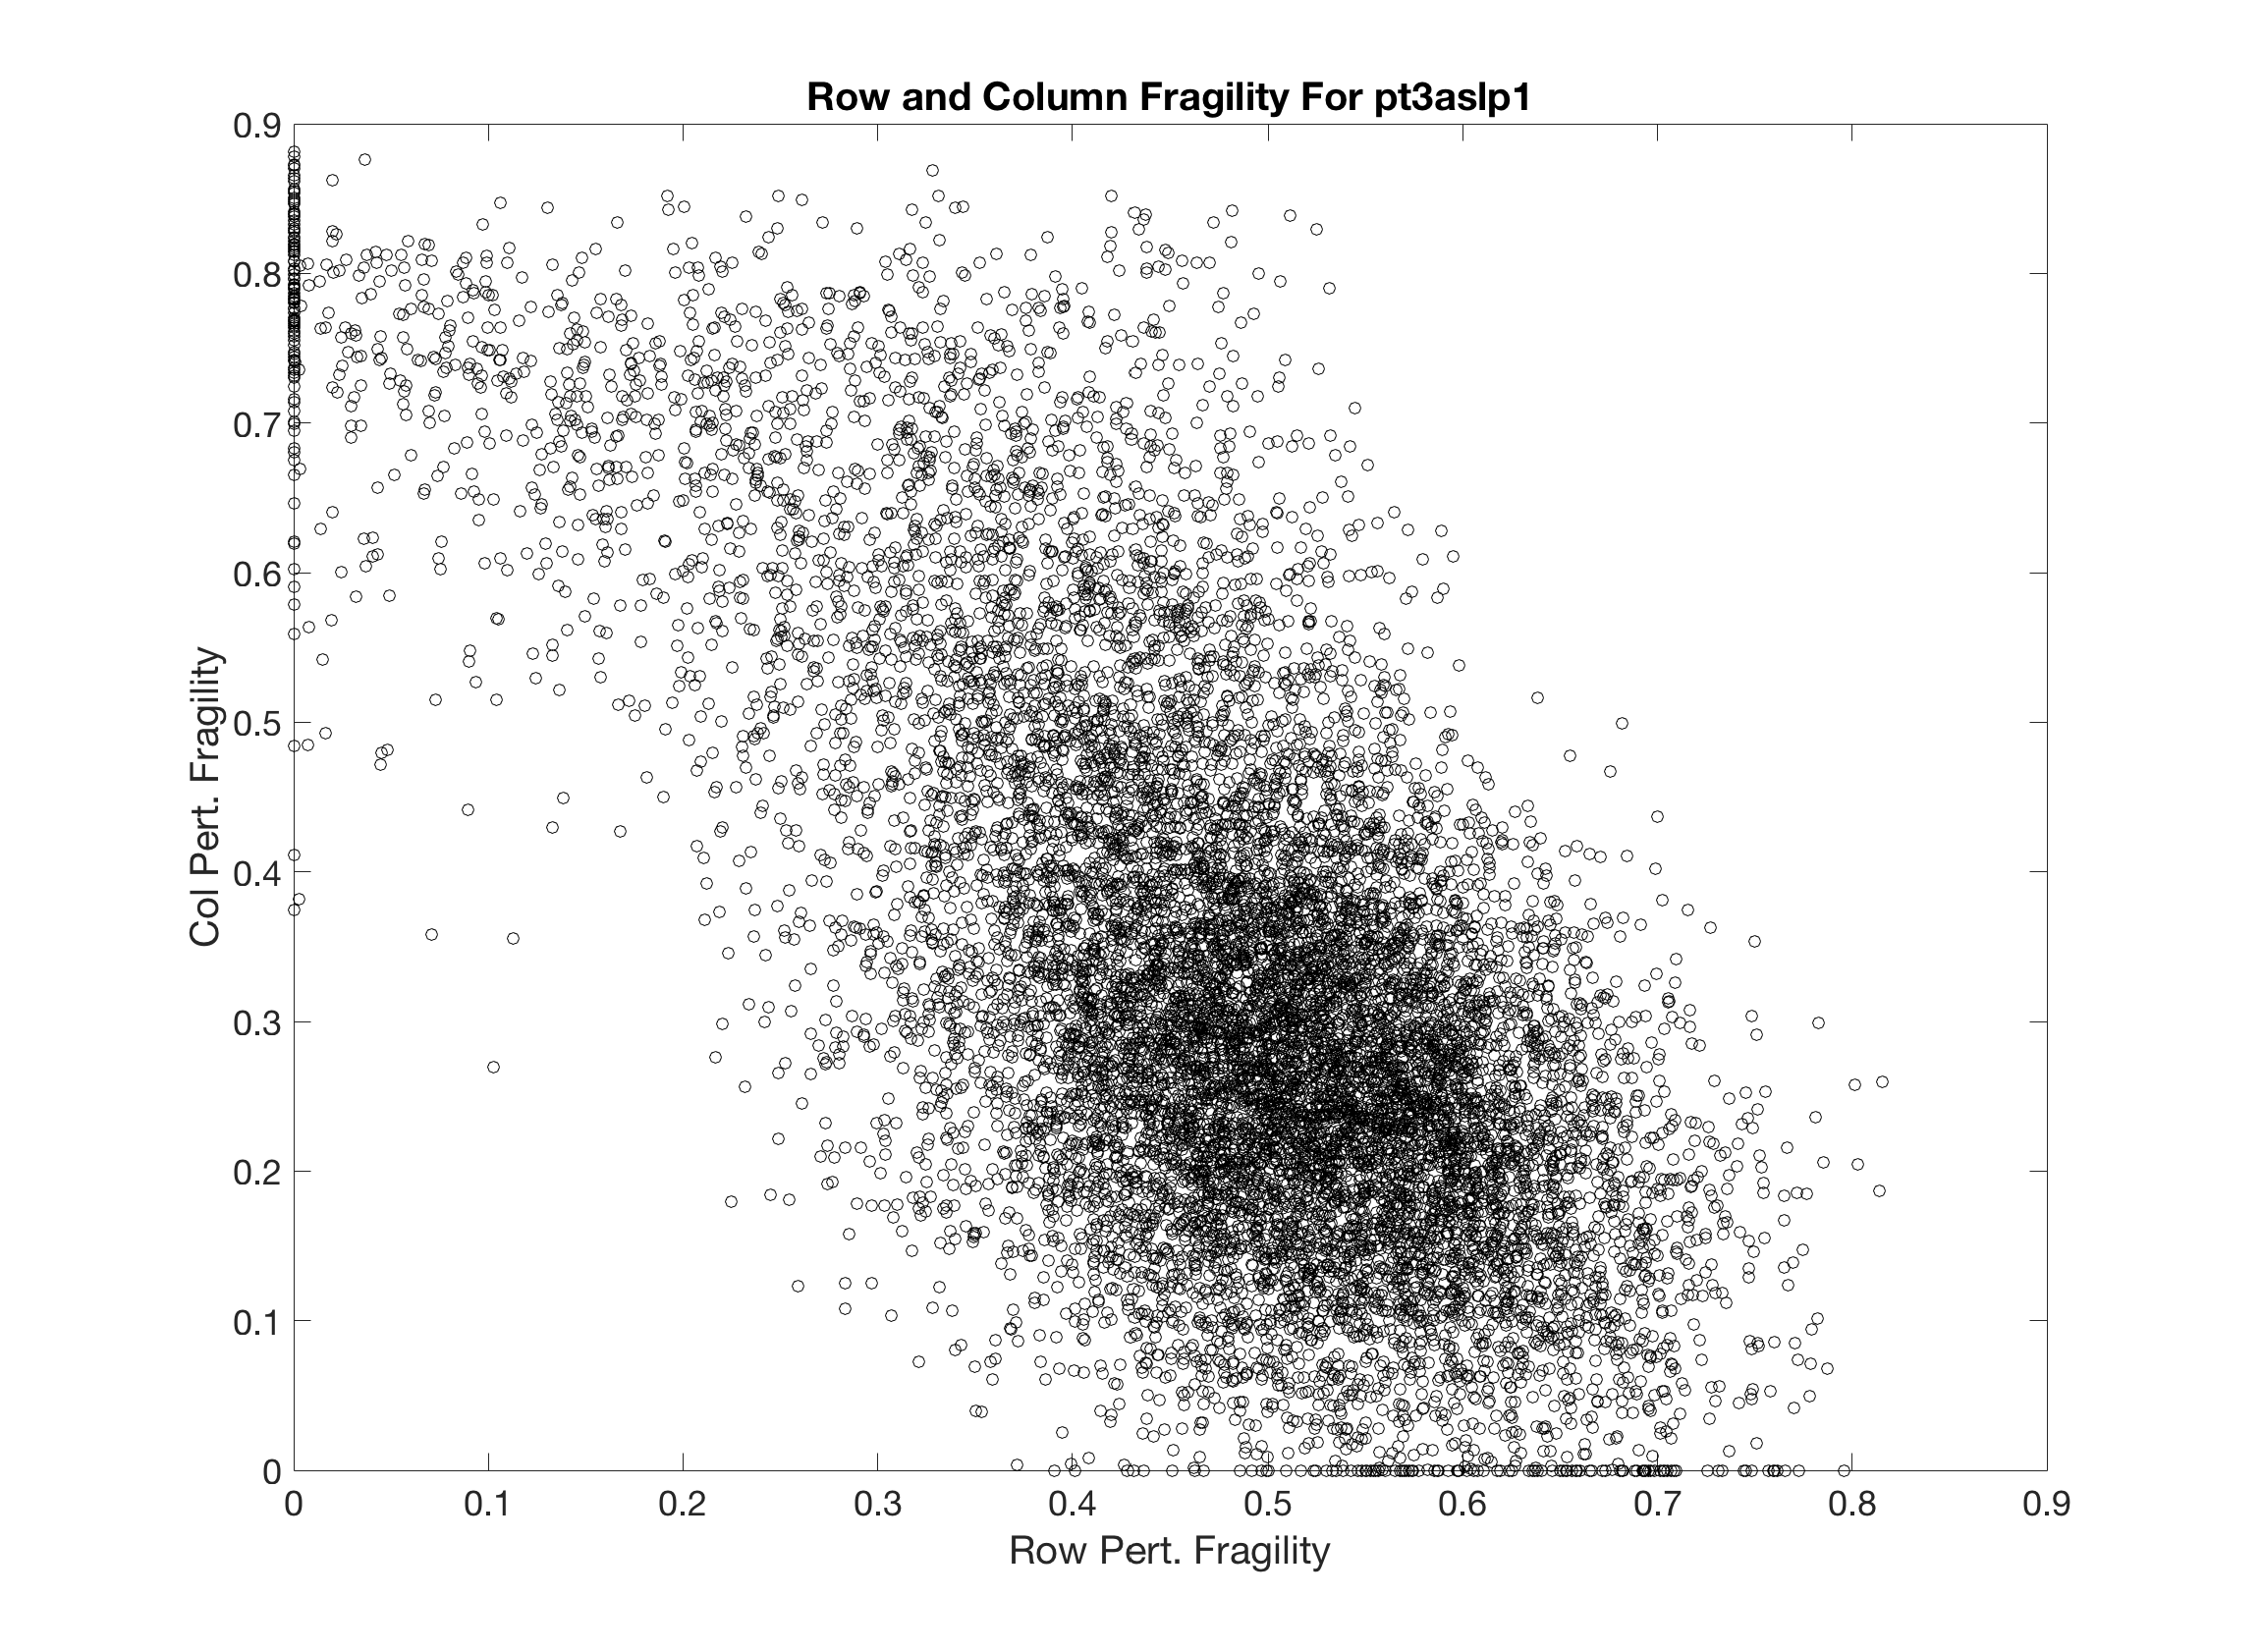 Row and Column Fragility For pt3aslp1
0.9
0.8
0.7
0.6
0.5
0.4
0.3
0.2
0.1
0
Col Pert. Fragility
0 0.1 0.2 0.3 0.4 0.5 0.6 0.7 0.8 0.9
Row Pert. Fragility